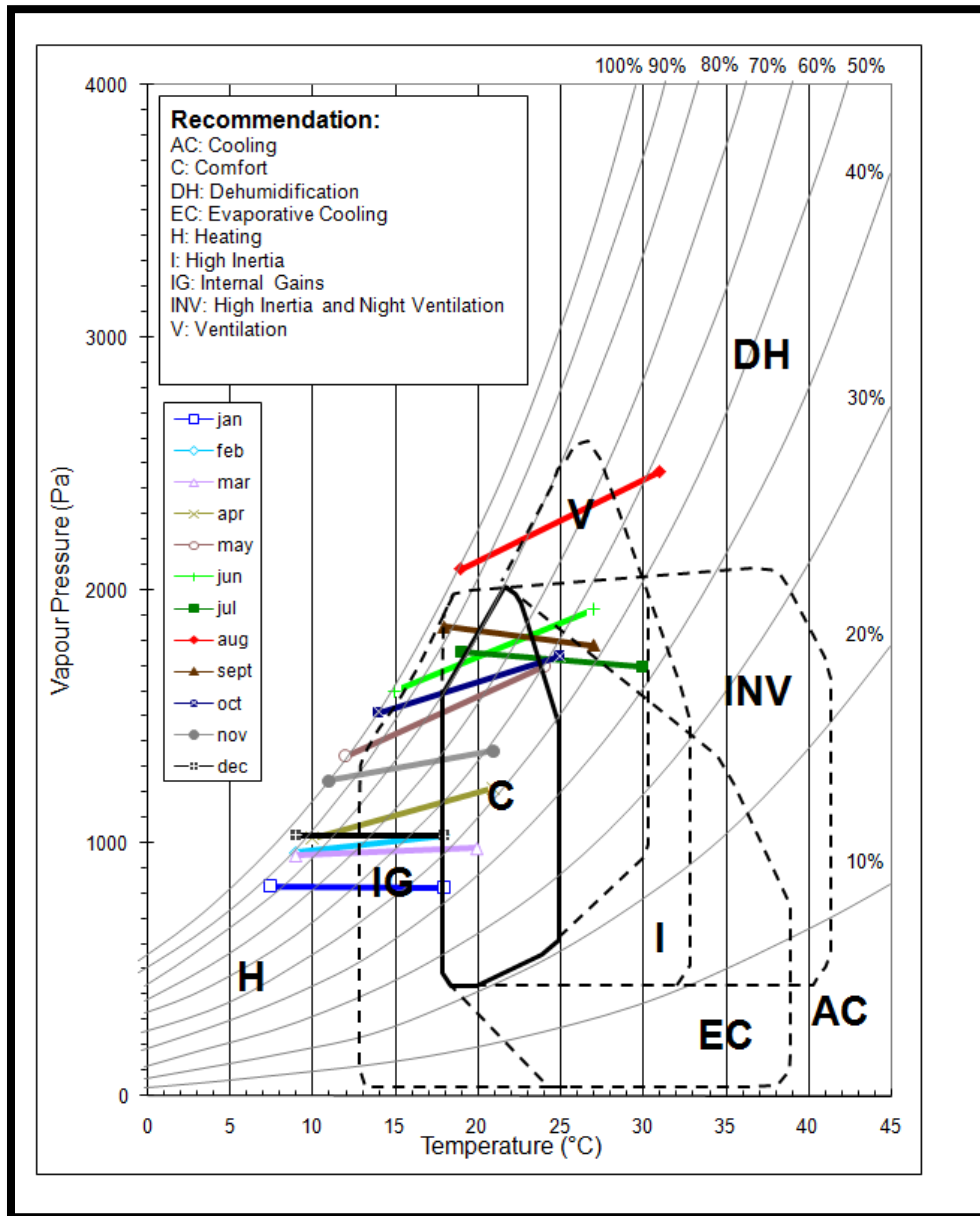 100% 90% 80% 70% 60% 50%
4000
Recommendation:
AC: Cooling
C: Comfort
DH: Dehumidification
EC: Evaporative Cooling
H: Heating
I: High Inertia
IG: Internal Gains
INV: High Inertia and Night Ventilation
V: Ventilation
40%
3000
DH
30%
jan
feb
mar
apr
may
jun
jul
aug
sept
oct
nov
dec
Vapour Pressure (Pa)
V
2000
20%
INV
C
1000
10%
IG
I
H
AC
EC
0
0 5 10 15 20 25 30 35 40 45
Temperature (°C)